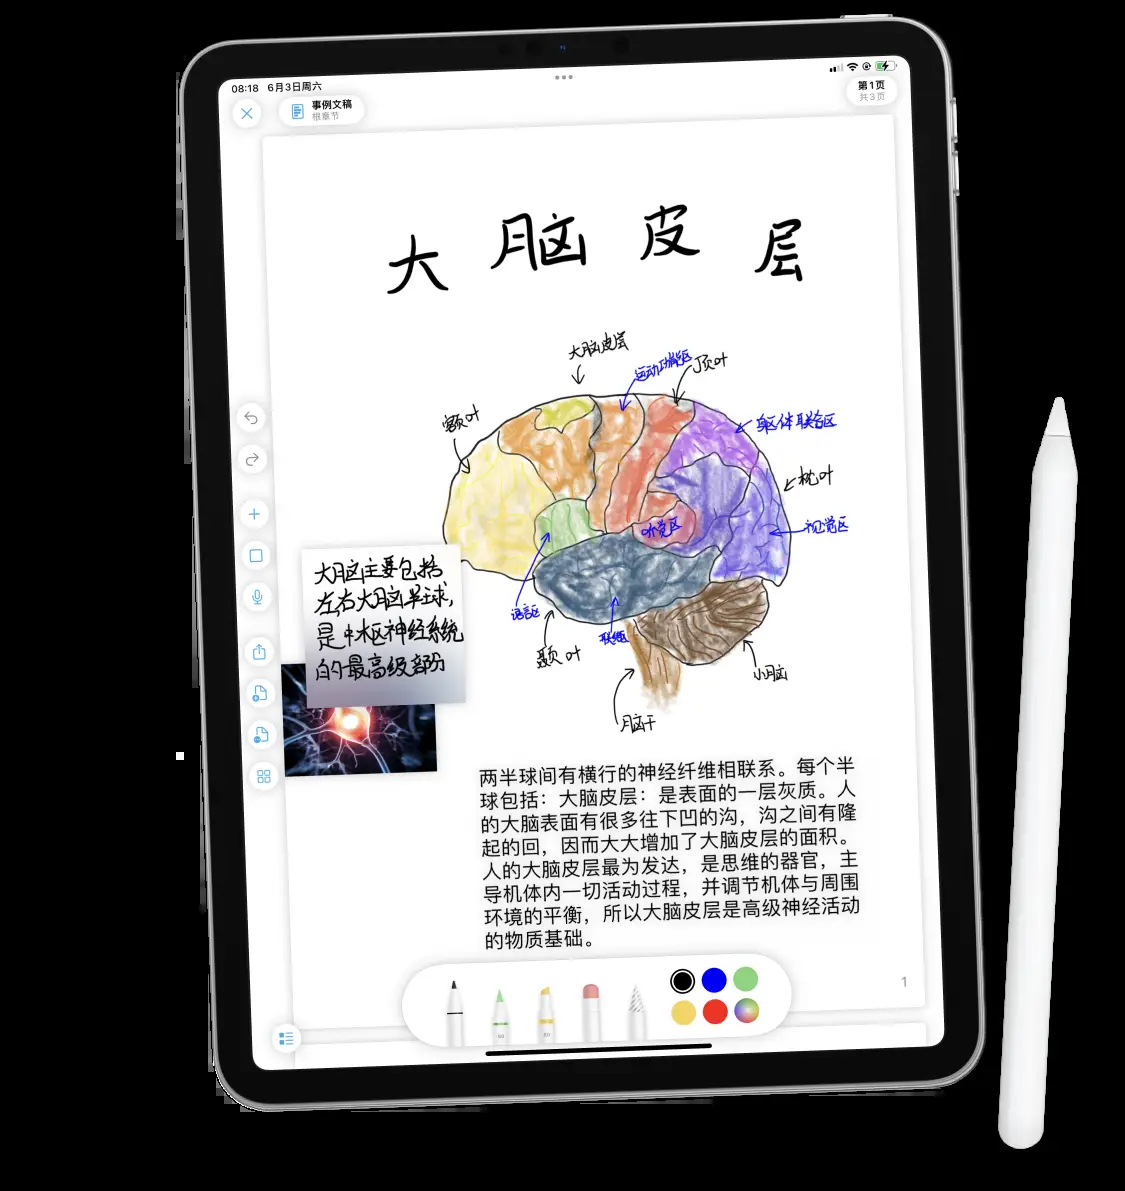 08:18 6月3日周六
事例文稿
根章节
第1页
共3页
大脑皮层
大脑皮层
运动功能区
顶叶
额叶
躯体联合区
枕叶
听觉区
视觉区
大脑主要包括
左右大脑半球,
是中枢神经系统
的最高级部份
语言区
联络区
颞叶
小脑
脑干
两半球间有横行的神经纤维相联系。每个半
球包括：大脑皮层：是表面的一层灰质。人
的大脑表面有很多往下凹的沟，沟之间有隆
起的回，因而大大增加了大脑皮层的面积。
人的大脑皮层最为发达，是思维的器官，主
导机体内一切活动过程，并调节机体与周围
环境的平衡，所以大脑皮层是高级神经活动
的物质基础。
1